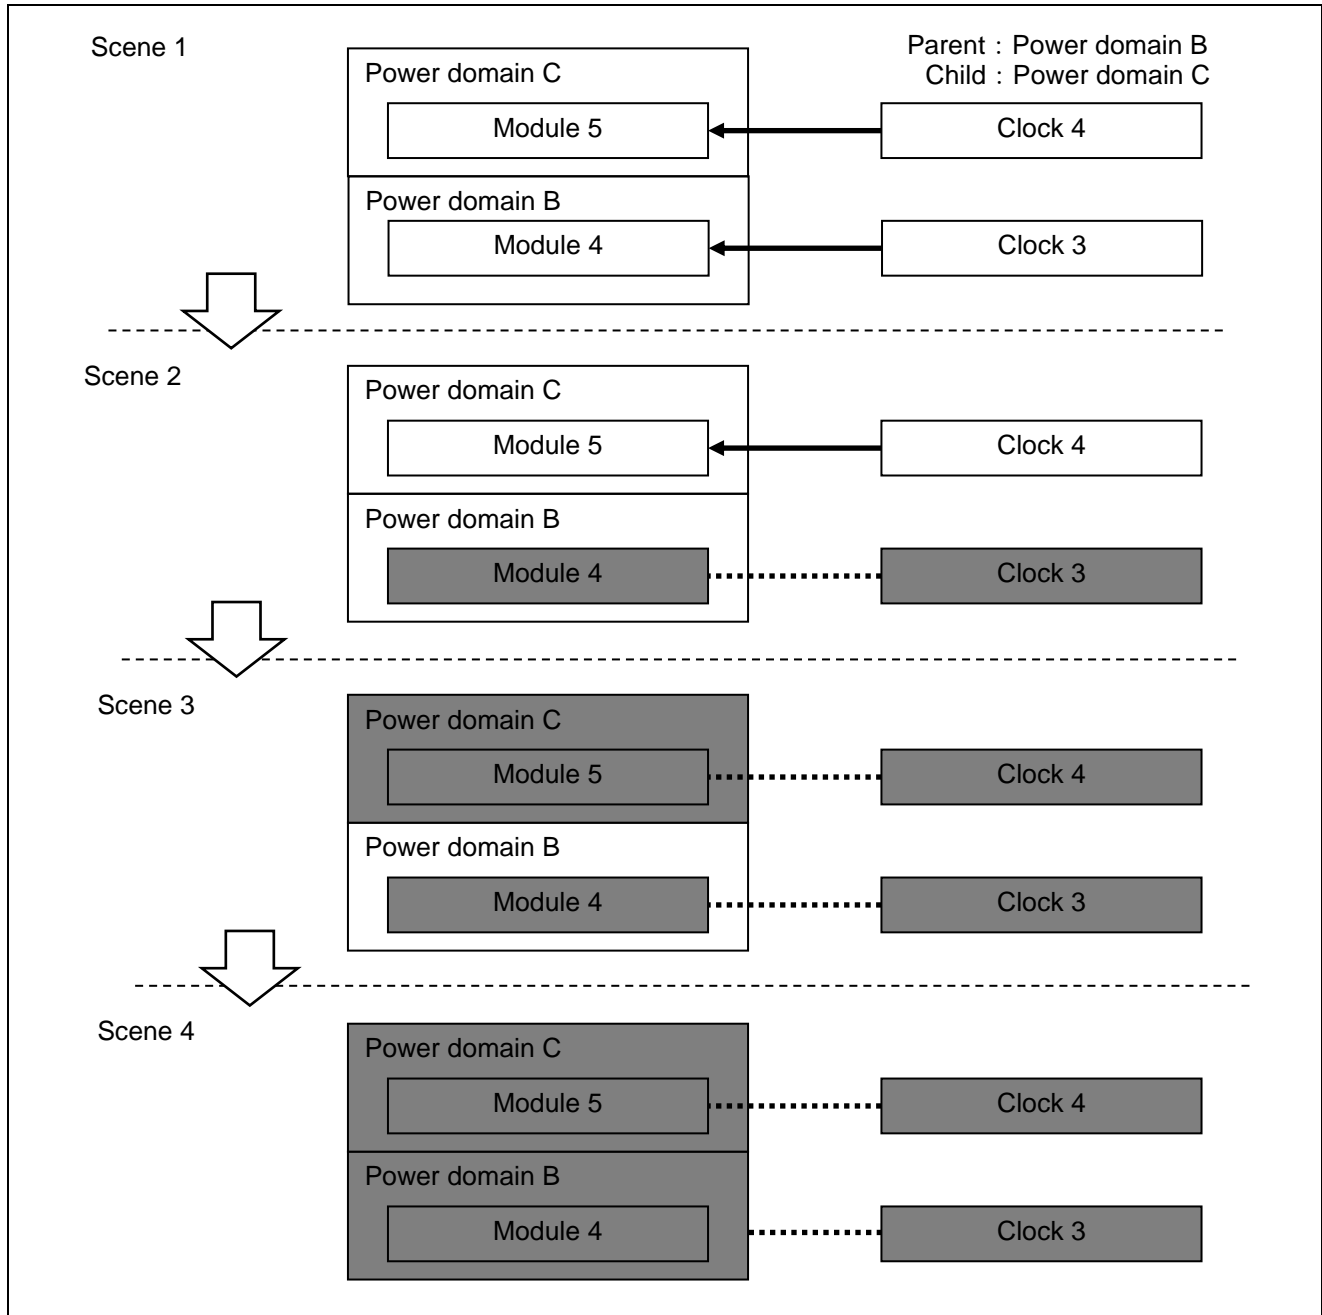 Scene 1
Parent : Power domain B
Child : Power domain C
Power domain C
Module 5
Clock 4
Power domain B
Module 4
Clock 3
Scene 2
Power domain C
Module 5
Clock 4
Power domain B
Module 4
Clock 3
Scene 3
Power domain C
Module 5
Clock 4
Power domain B
Module 4
Clock 3
Scene 4
Power domain C
Module 5
Clock 4
Power domain B
Module 4
Clock 3